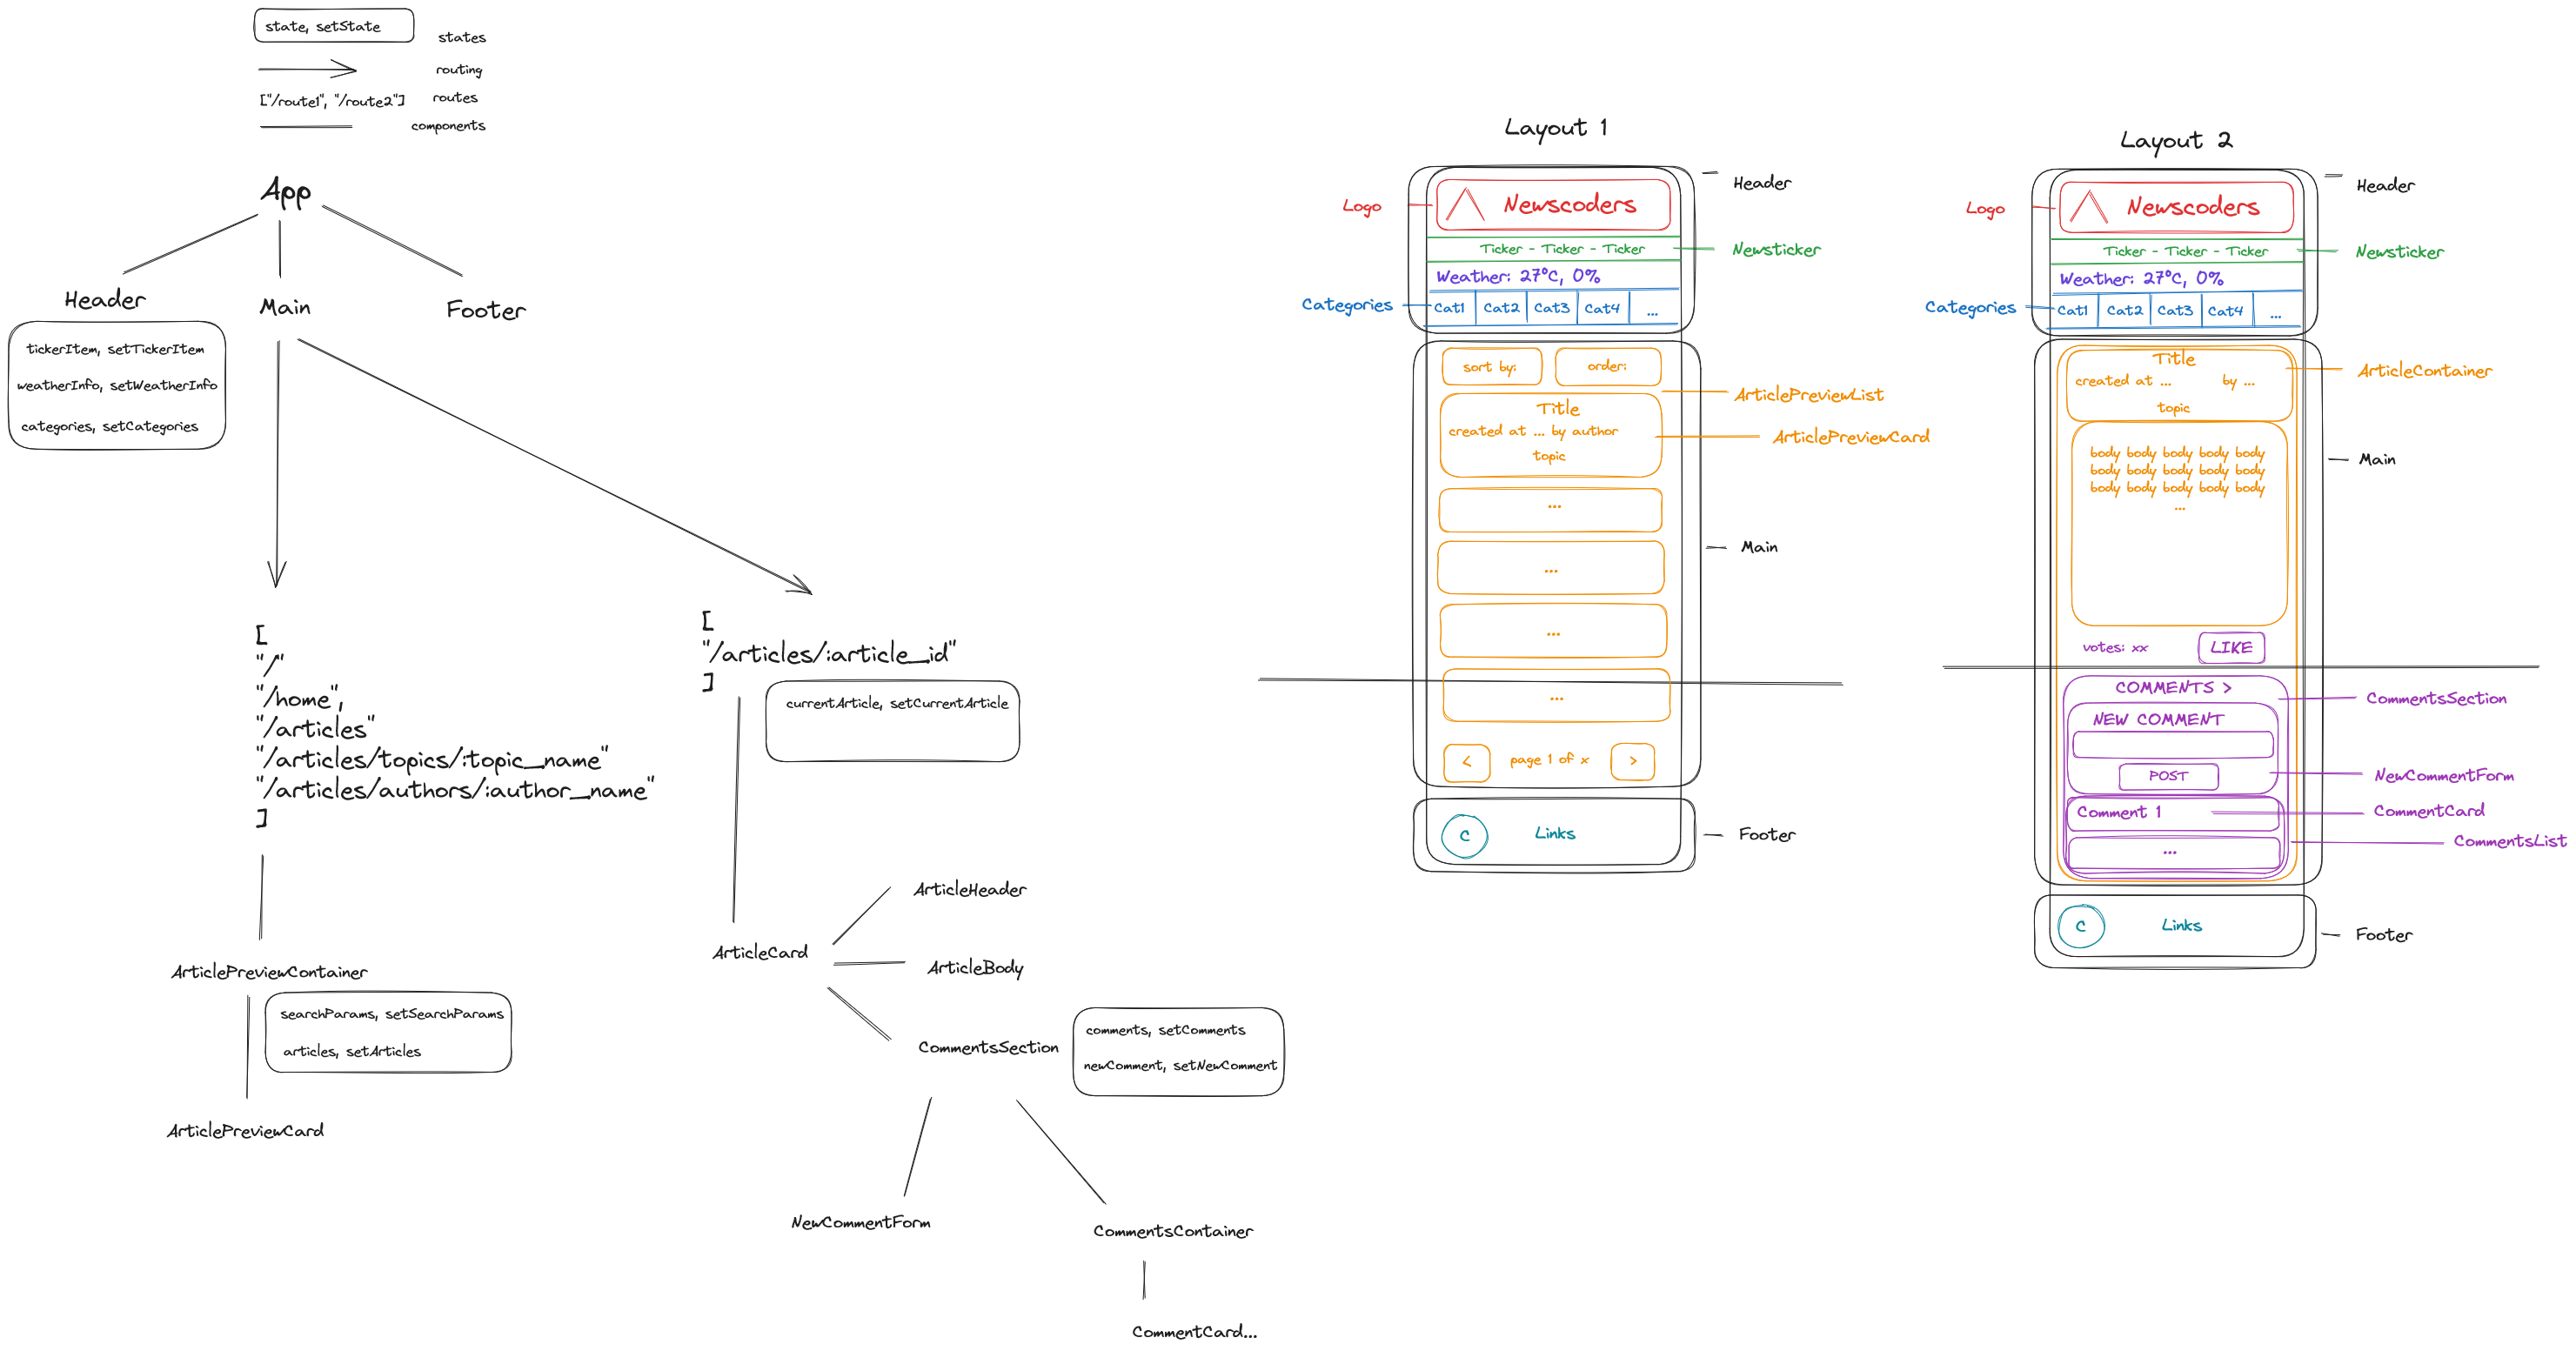 state, setState
states
routing
["/route1", "/route2"]
routes
components
App
Header
Main
Footer
tickerItem, setTickerItem
weatherInfo, setWeatherInfo
categories, setCategories
[
"/"
"/home",
"/articles"
"/articles/topics/:topic_name"
"/articles/authors/:author_name"
]
ArticlePreviewContainer
searchParams, setSearchParams
articles, setArticles
ArticlePreviewCard
[
"/articles/:article_id"
]
currentArticle, setCurrentArticle
ArticleCard
ArticleHeader
ArticleBody
CommentsSection
comments, setComments
newComment, setNewComment
NewCommentForm
CommentsContainer
CommentCard...
Layout 1
Header
Logo
Newscoders
Ticker - Ticker - Ticker
Newsticker
Weather: 27°C, 0%
Categories
Cat1
Cat2
Cat3
Cat4
...
sort by:
order:
ArticlePreviewList
Title
created at ... by author
topic
ArticlePreviewCard
...
...
Main
...
...
<
page 1 of x
>
C
Links
Footer
Layout 2
Header
Logo
Newscoders
Ticker - Ticker - Ticker
Newsticker
Weather: 27°C, 0%
Categories
Cat1
Cat2
Cat3
Cat4
...
Title
created at ...
by ...
topic
ArticleContainer
body body body body body
body body body body body
body body body body body
...
Main
votes: xx
LIKE
COMMENTS >
CommentsSection
NEW COMMENT
POST
NewCommentForm
Comment 1
CommentCard
...
CommentsList
C
Links
Footer